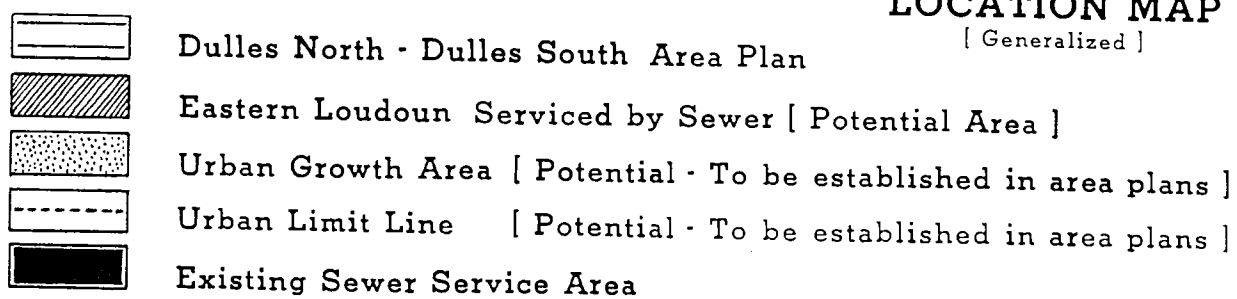 LOCATION MAP
[ Generalized ]
Dulles North - Dulles South Area Plan
Eastern Loudoun Serviced by Sewer [ Potential Area ]
Urban Growth Area [ Potential - To be established in area plans ]
Urban Limit Line [ Potential - To be established in area plans ]
Existing Sewer Service Area